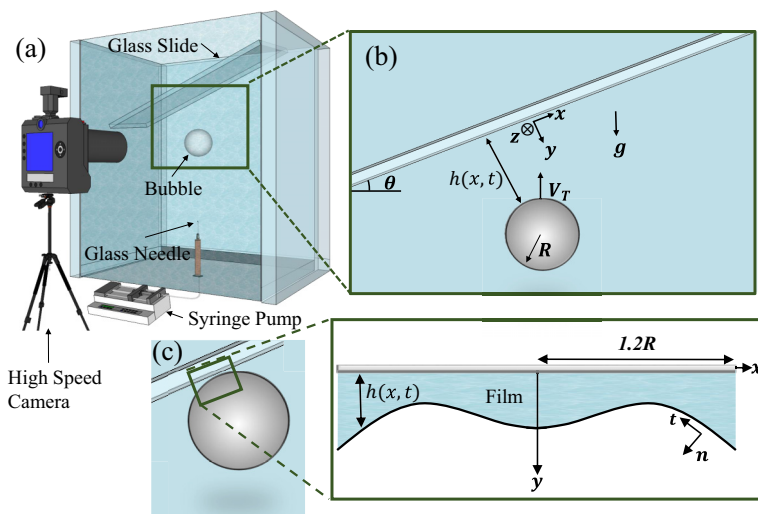 (a)
Glass Slide
Bubble
Glass Needle
Syringe Pump
High Speed
Camera
(b)
x
z
y
g
h(x, t)
V_T
θ
R
(c)
1.2R
x
h(x, t)
Film
t
n
y